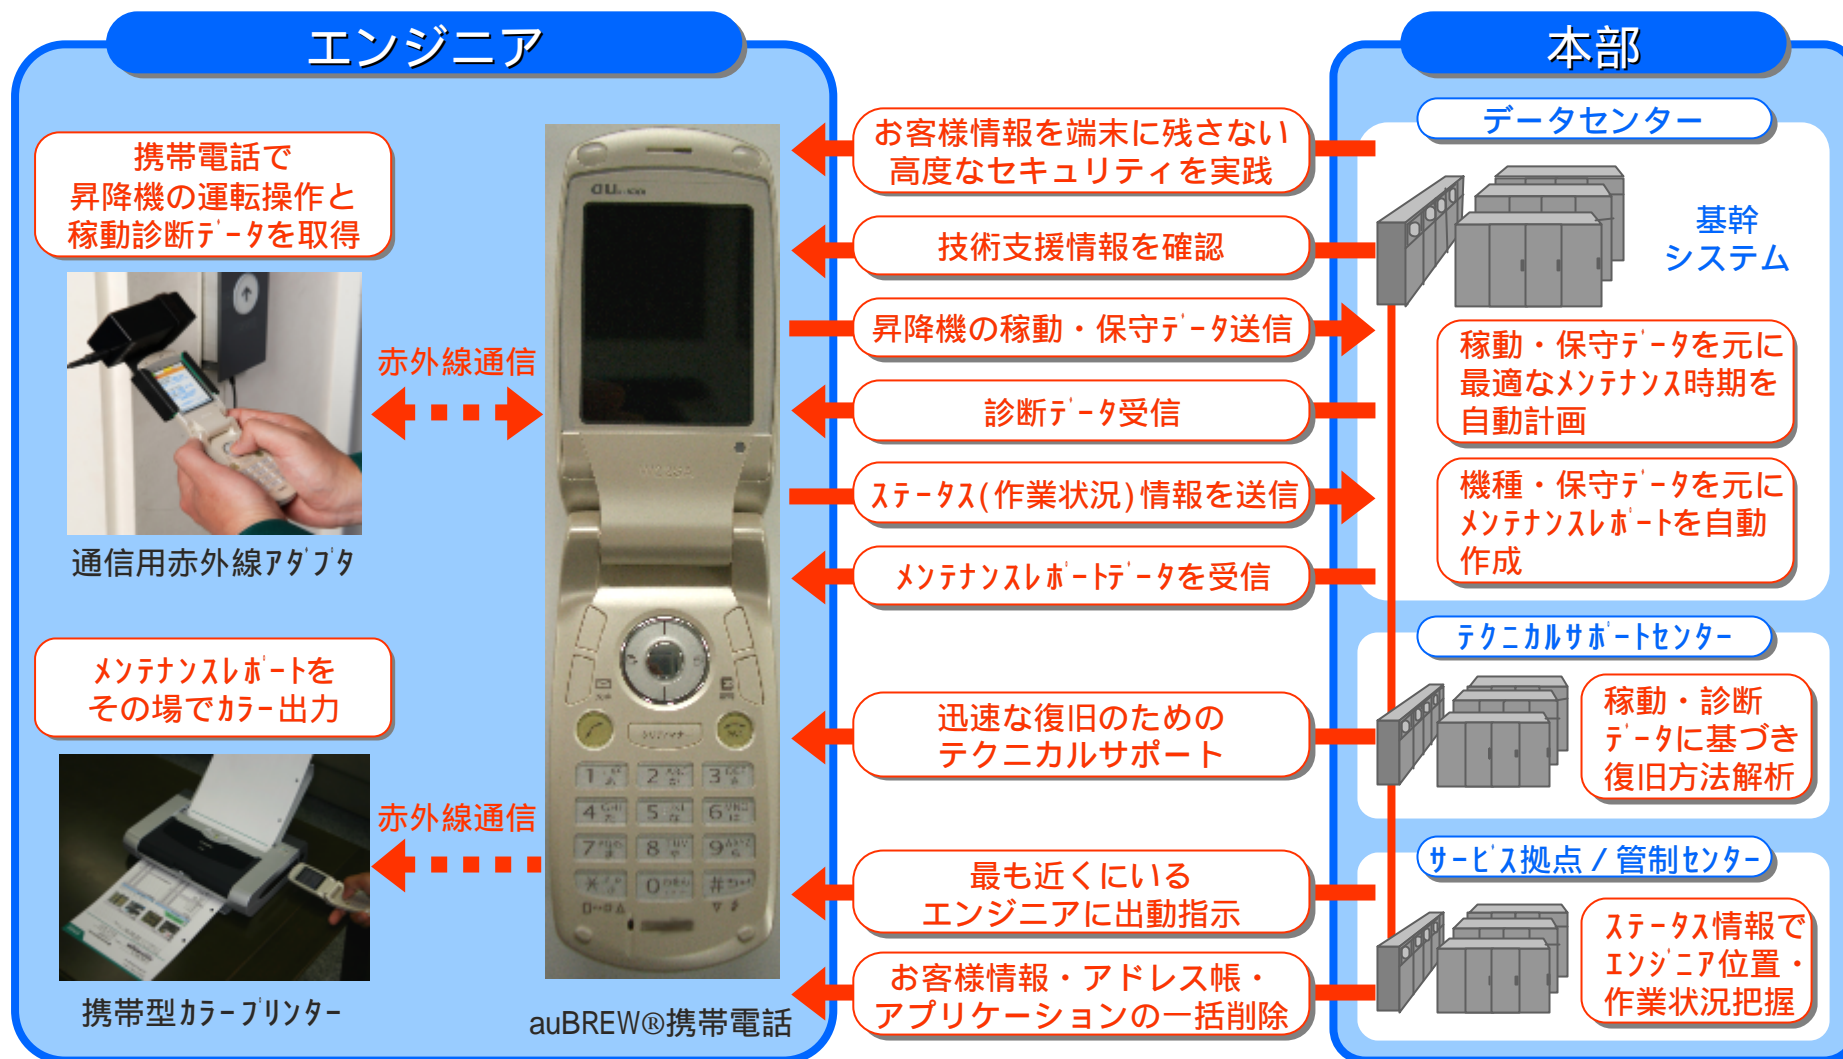 エンジニア
本部
携帯電話で
昇降機の運転操作と
稼動診断ﾃﾞｰﾀを取得
赤外線通信
通信用赤外線ｱﾀﾞﾌﾟﾀ
ﾒﾝﾃﾅﾝｽﾚﾎﾟｰﾄを
その場でｶﾗｰ出力
赤外線通信
携帯型ｶﾗｰﾌﾟﾘﾝﾀｰ
au
1
2
3
4
5
6
7
8
9
0
#
auBREW®携帯電話
お客様情報を端末に残さない
高度なセキュリティを実践
技術支援情報を確認
昇降機の稼動・保守ﾃﾞｰﾀ送信
診断ﾃﾞｰﾀ受信
ｽﾃｰﾀｽ(作業状況)情報を送信
ﾒﾝﾃﾅﾝｽﾚﾎﾟｰﾄﾃﾞｰﾀを受信
迅速な復旧のための
テクニカルサポート
最も近くにいる
エンジニアに出動指示
お客様情報・アドレス帳・
アプリケーションの一括削除
データセンター
基幹
システム
稼動・保守ﾃﾞｰﾀを元に
最適なﾒﾝﾃﾅﾝｽ時期を
自動計画
機種・保守ﾃﾞｰﾀを元に
ﾒﾝﾃﾅﾝｽﾚﾎﾟｰﾄを自動
作成
ﾃｸﾆｶﾙｻﾎﾟｰﾄｾﾝﾀｰ
稼動・診断
ﾃﾞｰﾀに基づき
復旧方法解析
ｻｰﾋﾞｽ拠点/管制ｾﾝﾀｰ
ｽﾃｰﾀｽ情報で
ｴﾝｼﾞﾆｱ位置・
作業状況把握